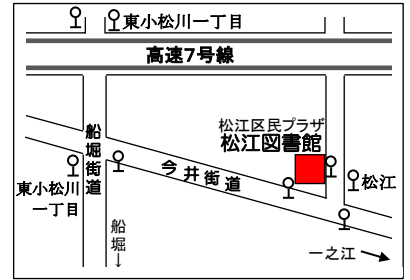 東小松川一丁目
高速7号線
松江区民プラザ
松江図書館
船堀街道
今井街道
松江
東小松川
一丁目
船堀↓
一之江